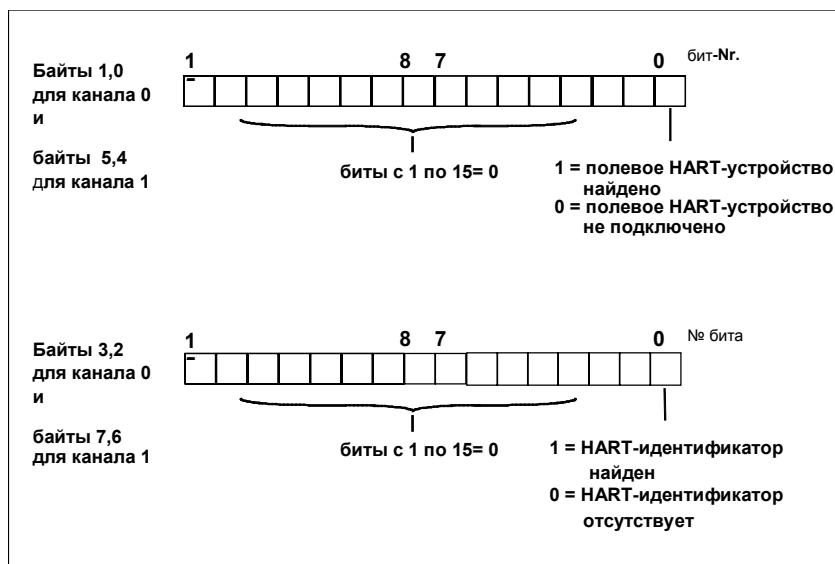 1 8 7 0 бит-Nr.
Байты 1,0
для канала 0
и
байты 5,4
для канала 1
биты с 1 по 15= 0
1 = полевое HART-устройство
найдено
0 = полевое HART-устройство
не подключено
1 8 7 0 № бита
Байты 3,2
для канала 0
и
байты 7,6
для канала 1
биты с 1 по 15= 0
1 = HART-идентификатор
найден
0 = HART-идентификатор
отсутствует